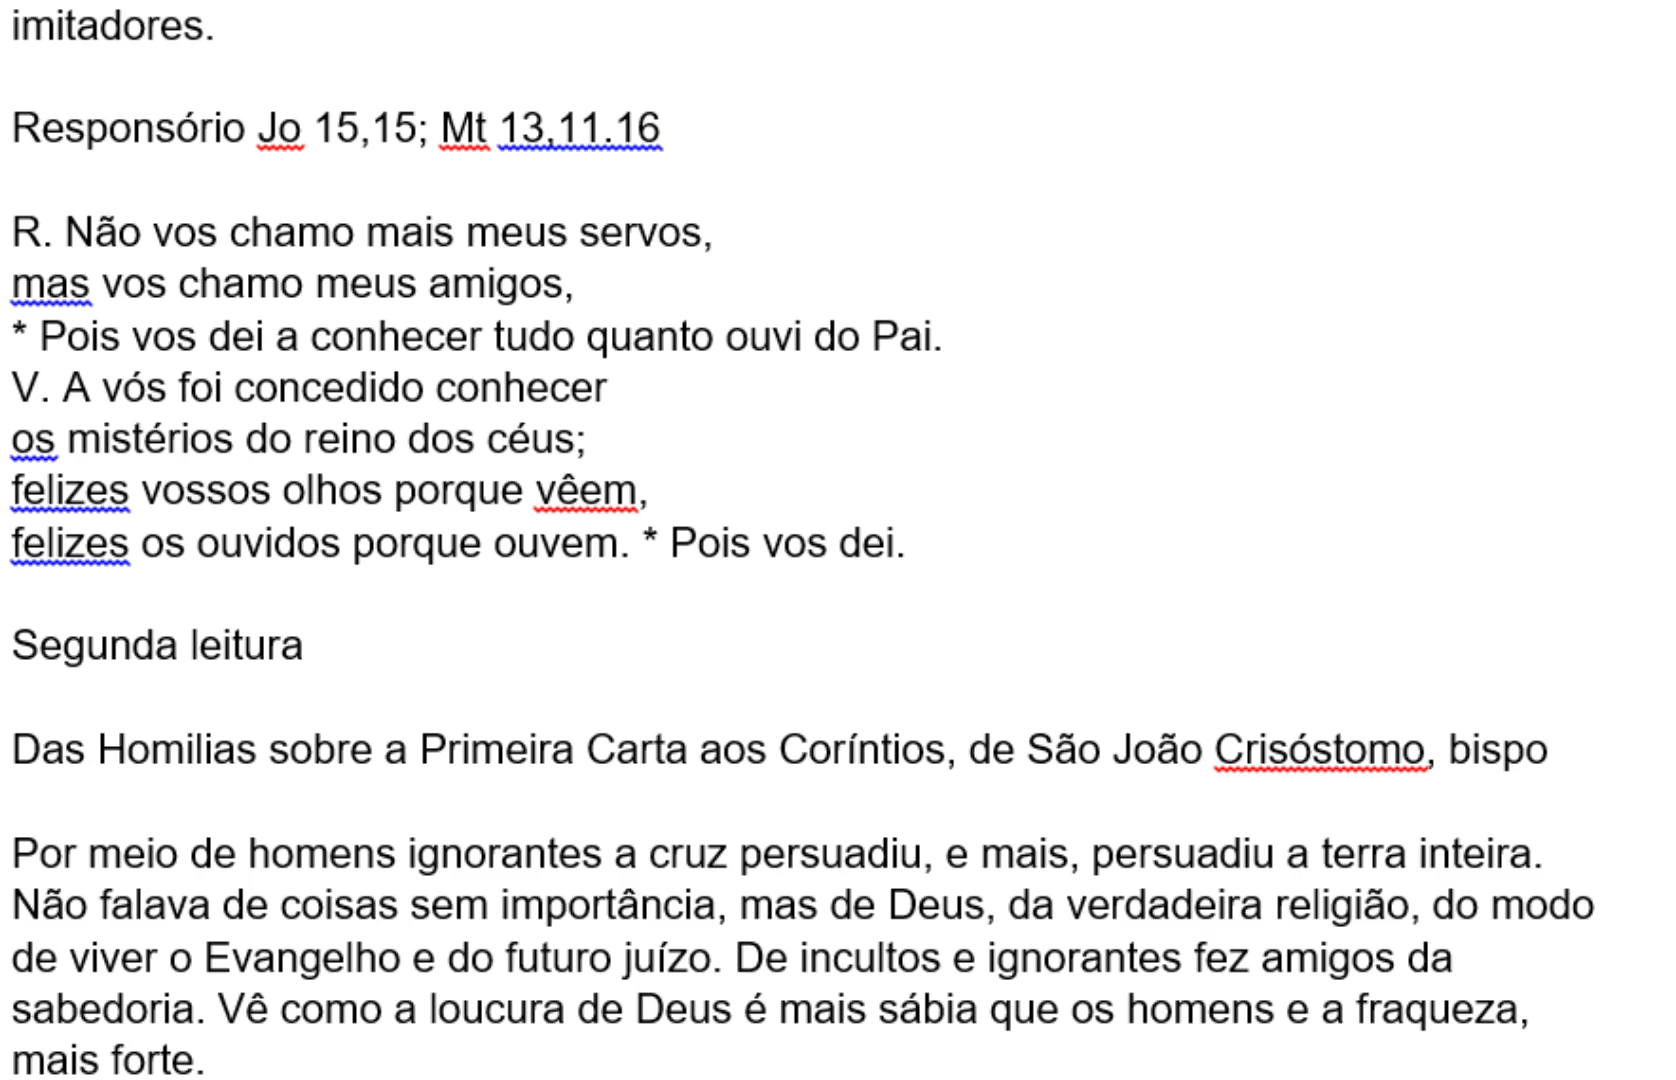 imitadores.
Responsório Jo 15,15; Mt 13,11.16
R. Não vos chamo mais meus servos,
mas vos chamo meus amigos,
* Pois vos dei a conhecer tudo quanto ouvi do Pai.
V. A vós foi concedido conhecer
os mistérios do reino dos céus;
felizes vossos olhos porque vêem,
felizes os ouvidos porque ouvem. * Pois vos dei.
Segunda leitura
Das Homilias sobre a Primeira Carta aos Coríntios, de São João Crisóstomo, bispo
Por meio de homens ignorantes a cruz persuadiu, e mais, persuadiu a terra inteira.
Não falava de coisas sem importância, mas de Deus, da verdadeira religião, do modo
de viver o Evangelho e do futuro juízo. De incultos e ignorantes fez amigos da
sabedoria. Vê como a loucura de Deus é mais sábia que os homens e a fraqueza,
mais forte.